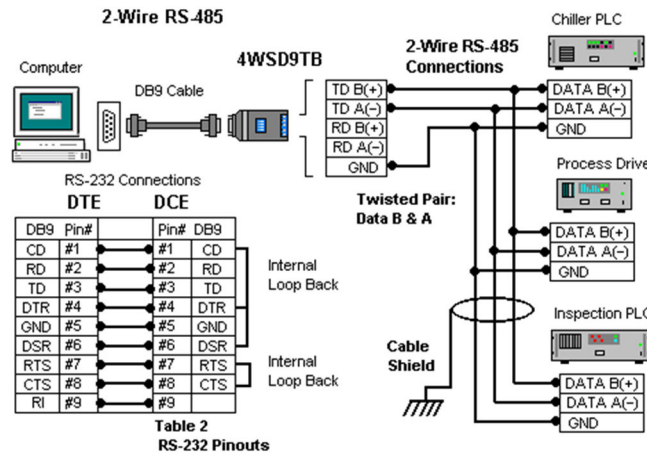 2-Wire RS-485
Computer
DB9 Cable
4WSD9TB
TD B(+)
TD A(-)
RD B(+)
RD A(-)
GND
2-Wire RS-485
Connections
Chiller PLC
DATA B(+)
DATA A(-)
GND
Twisted Pair:
Data B & A
Process Drive
DATA B(+)
DATA A(-)
GND
Cable
Shield
Inspection PLC
DATA B(+)
DATA A(-)
GND
RS-232 Connections
DTE DCE
DB9 Pin# Pin# DB9
CD #1 #1 CD
RD #2 #2 RD
TD #3 #3 TD
DTR #4 #4 DTR
GND #5 #5 GND
DSR #6 #6 DSR
RTS #7 #7 RTS
CTS #8 #8 CTS
RI #9 #9
Internal
Loop Back
Internal
Loop Back
Table 2
RS-232 Pinouts